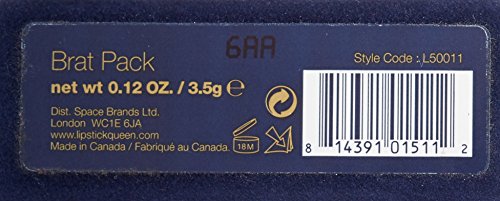 6AA
Brat Pack
Style Code : L50011
net wt 0.12 OZ. / 3.5g ℮
Dist. Space Brands Ltd.
London WC1E 6JA
www.lipstickqueen.com
Made in Canada / Fabriqué au Canada.
18M
8 14391 01511 2